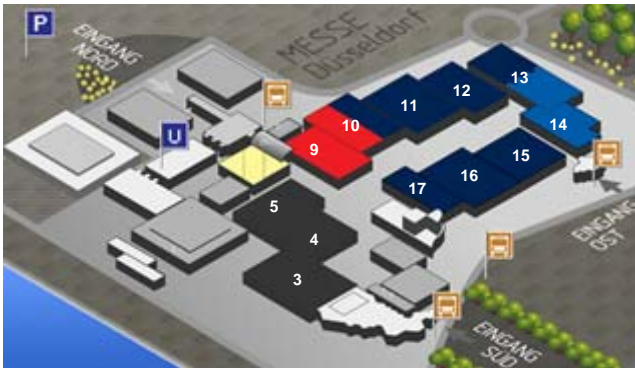 P
EINGANG
NORD
MESSE
Düsseldorf
13
12
11
14
10
U
9
15
16
17
5
4
3
EINGANG
OST
EINGANG
SÜD